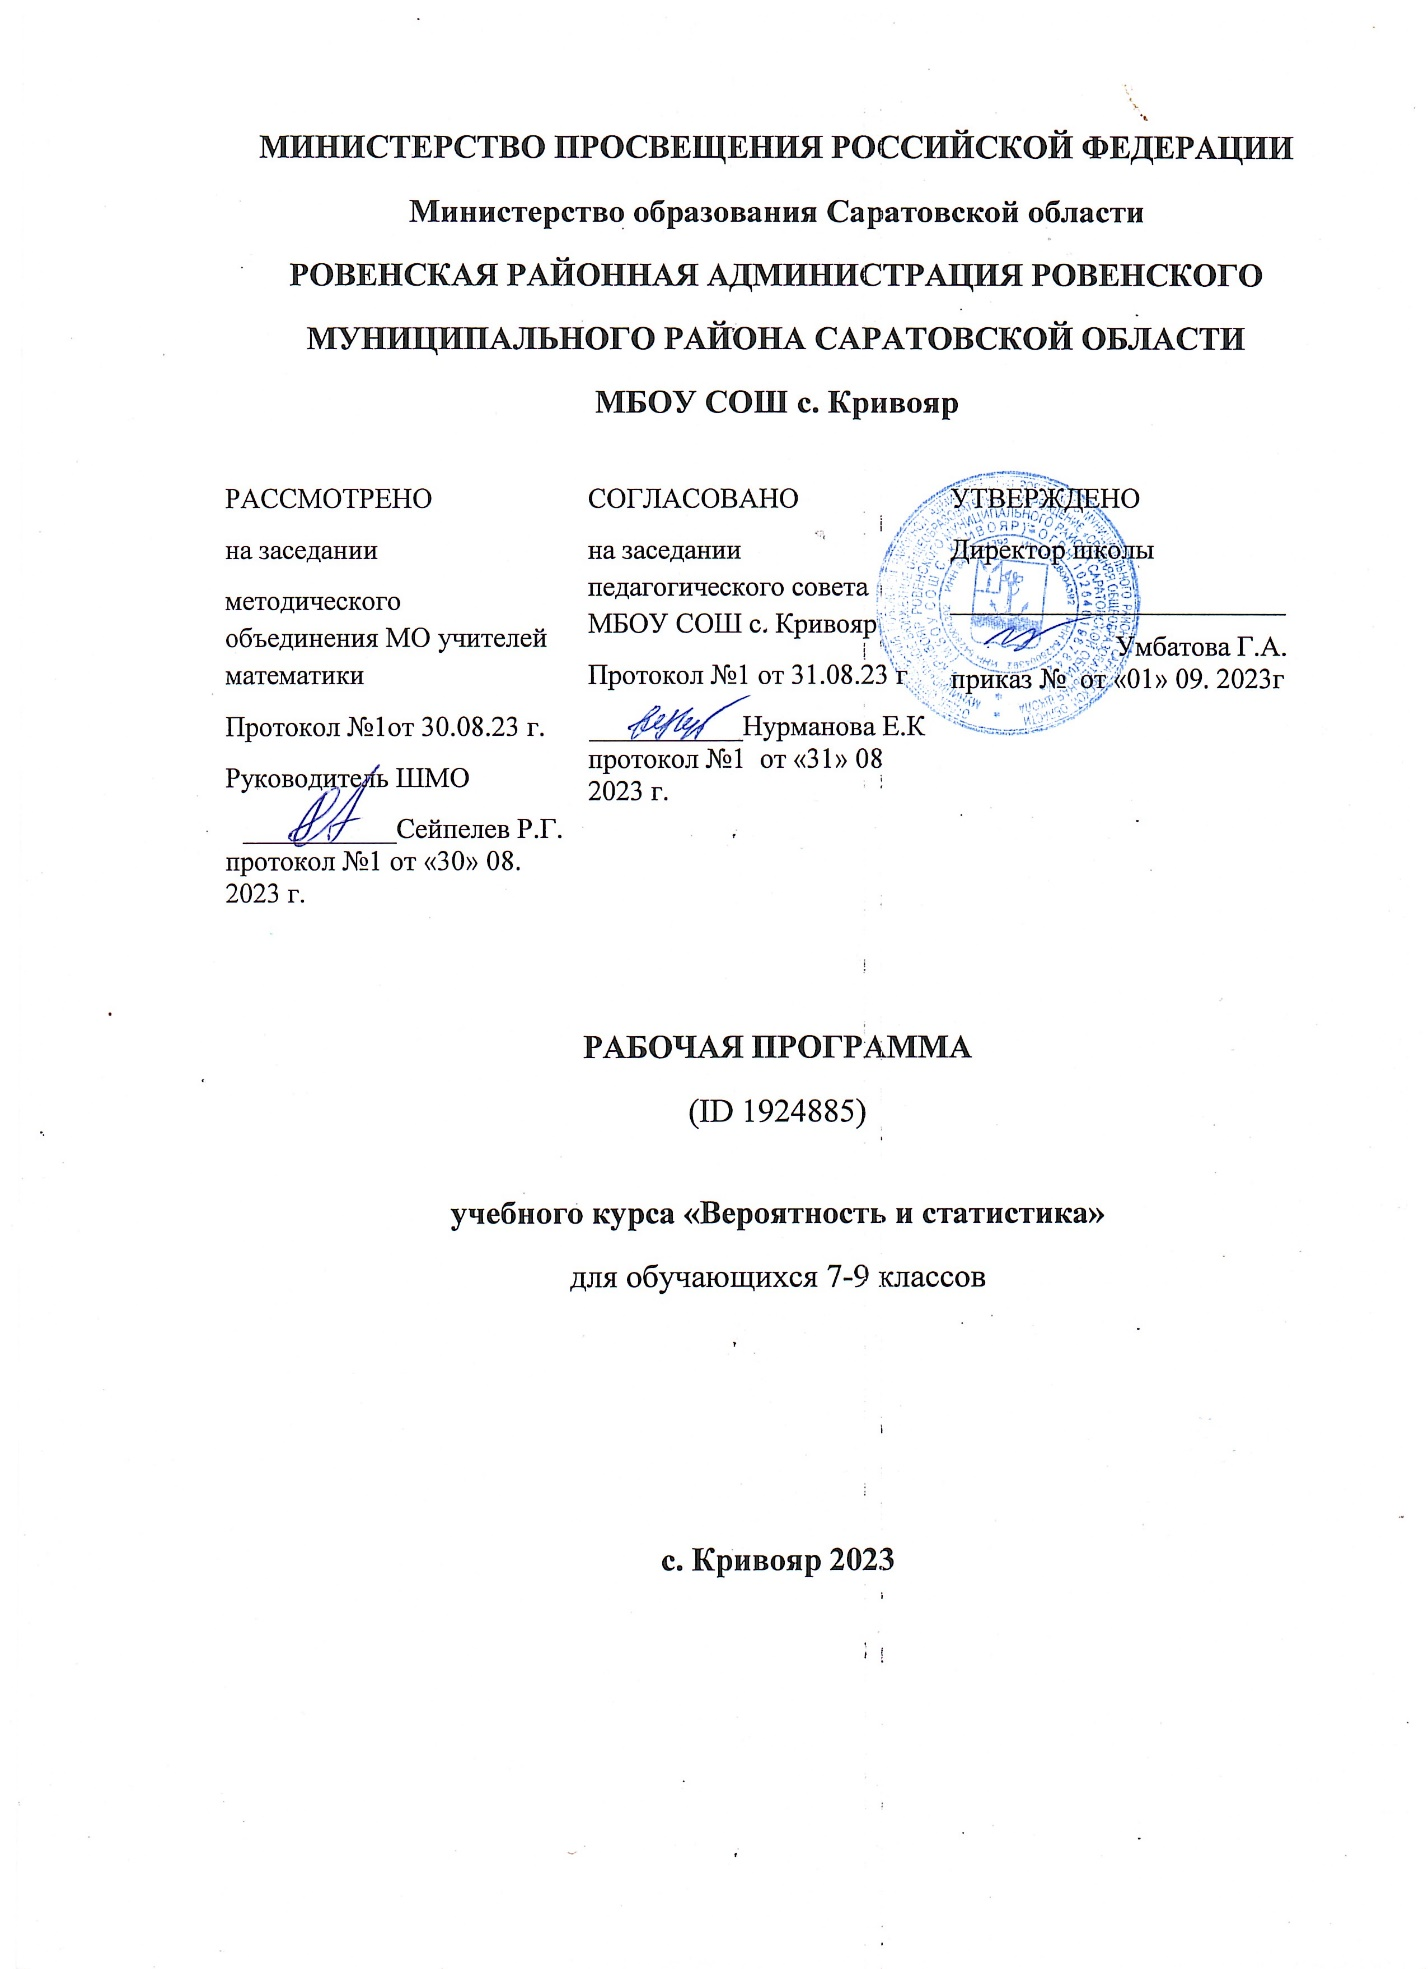 МИНИСТЕРСТВО ПРОСВЕЩЕНИЯ РОССИЙСКОЙ ФЕДЕРАЦИИ
Министерство образования Саратовской области
РОВЕНСКАЯ РАЙОННАЯ АДМИНИСТРАЦИЯ РОВЕНСКОГО
МУНИЦИПАЛЬНОГО РАЙОНА САРАТОВСКОЙ ОБЛАСТИ
МБОУ СОШ с. Кривояр
РАССМОТРЕНО
на заседании
методического
объединения МО учителей
математики
Протокол №1от 30.08.23 г.
Руководитель ШМО
____________Сейпелев Р.Г.
протокол №1 от «30» 08.
2023 г.
СОГЛАСОВАНО
на заседании
педагогического совета
МБОУ СОШ с. Кривояр
Протокол №1 от 31.08.23 г
____________Нурманова Е.К
протокол №1  от «31» 08
2023 г.
УТВЕРЖДЕНО
Директор школы
__________________________
Умбатова Г.А.
приказ №  от «01» 09. 2023г
РАБОЧАЯ ПРОГРАММА
(ID 1924885)
учебного курса «Вероятность и статистика»
для обучающихся 7-9 классов
с. Кривояр 2023